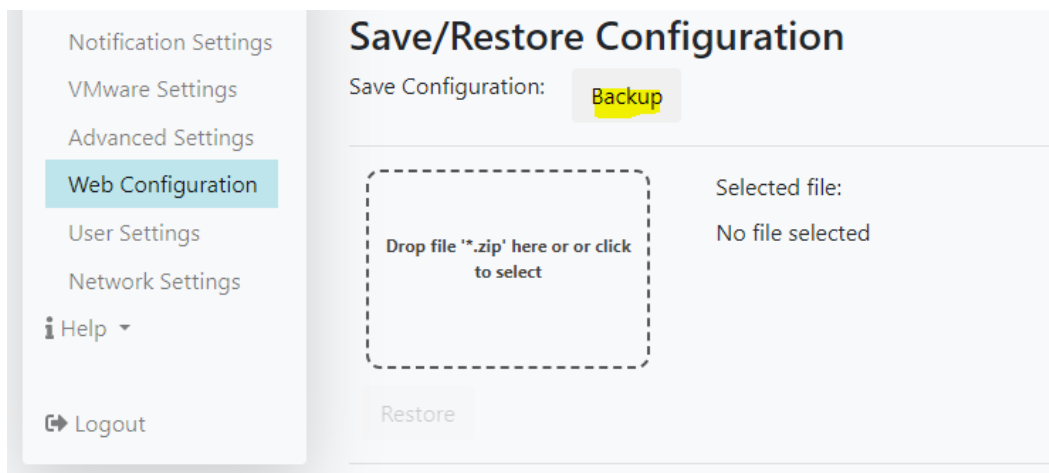 Notification Settings
VMware Settings
Advanced Settings
Web Configuration
User Settings
Network Settings
Help
Logout
Save/Restore Configuration
Save Configuration:
Backup
Drop file '*.zip' here or or click
to select
Selected file:
No file selected
Restore